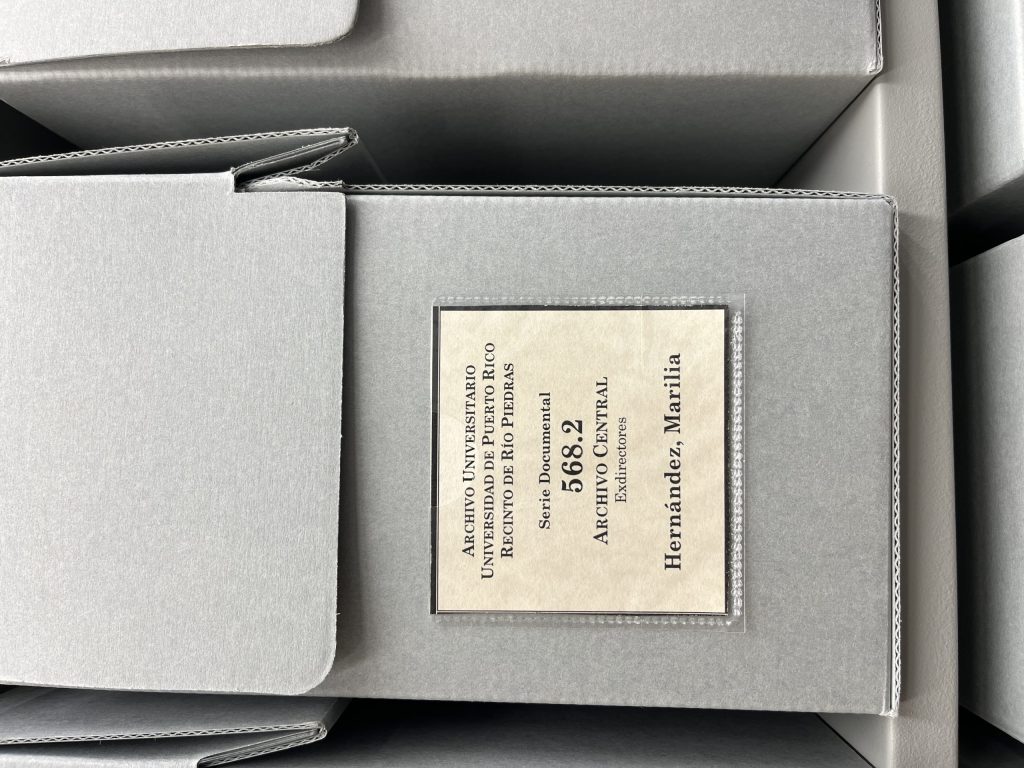 ARCHIVO UNIVERSITARIO
UNIVERSIDAD DE PUERTO RICO
RECINTO DE RÍO PIEDRAS
Serie Documental
568.2
ARCHIVO CENTRAL
Exdirectores
Hernández, Marilia